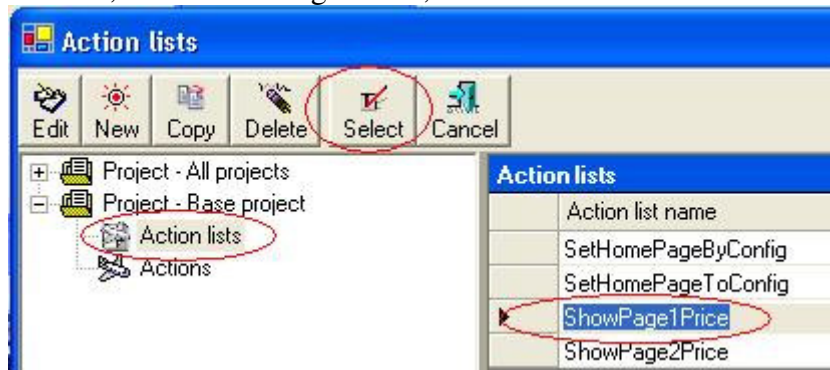 Action lists
Edit New Copy Delete Select Cancel
Project - All projects
Project - Base project
Action lists
Actions
Action lists
Action list name
SetHomePageByConfig
SetHomePageToConfig
ShowPage1Price
ShowPage2Price